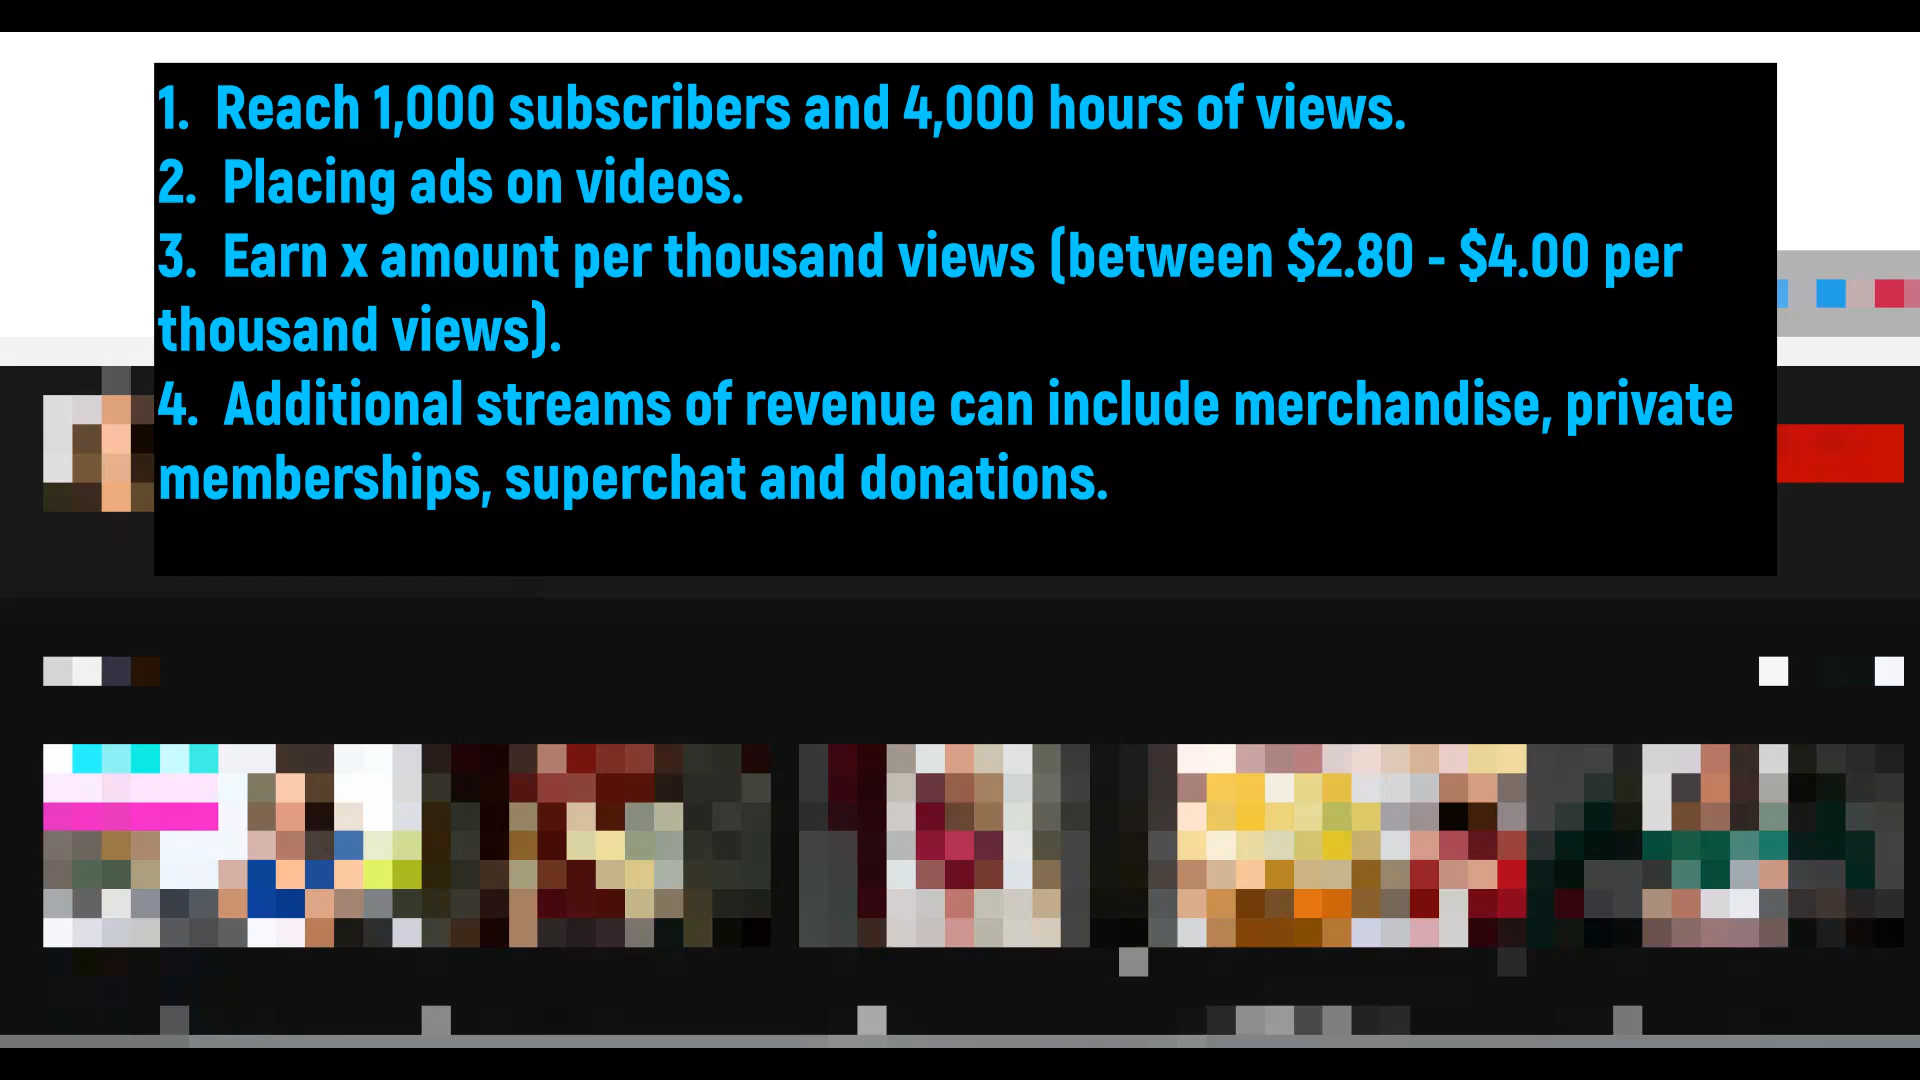 1. Reach 1,000 subscribers and 4,000 hours of views.
2. Placing ads on videos.
3. Earn x amount per thousand views (between $2.80 - $4.00 per
thousand views).
4. Additional streams of revenue can include merchandise, private
memberships, superchat and donations.